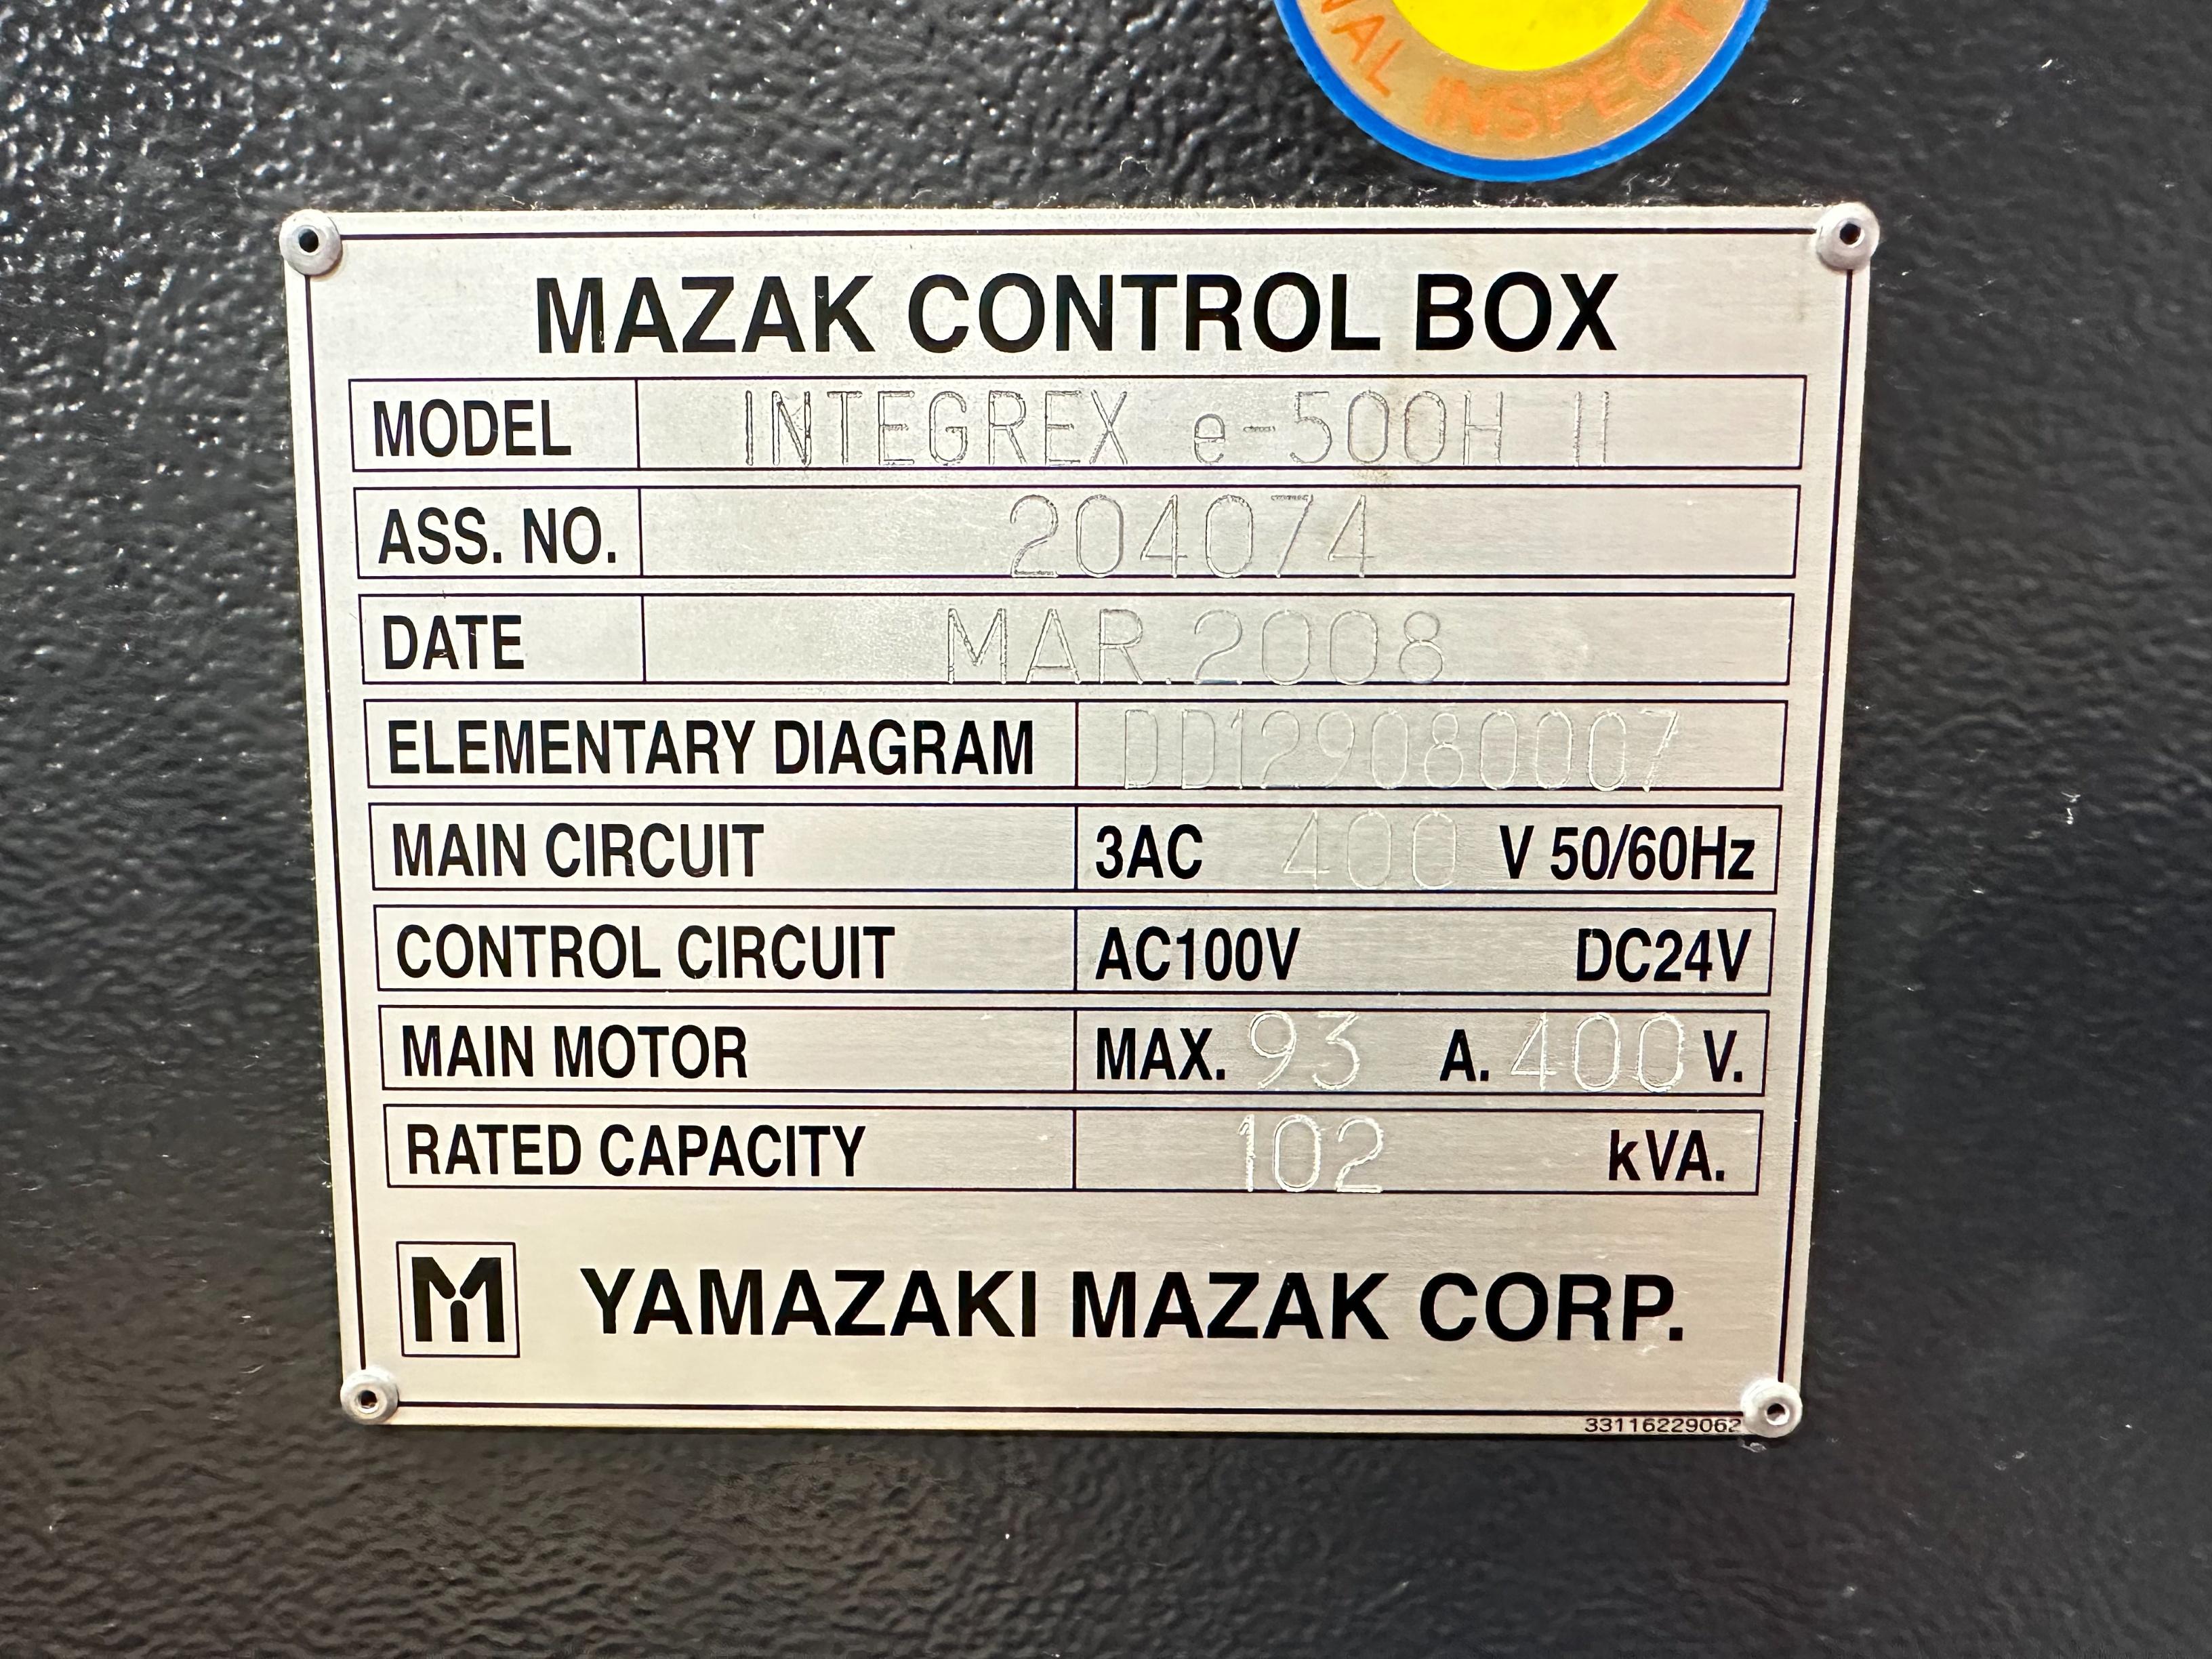 NAL INSPECT
MAZAK CONTROL BOX
MODEL INTEGREX e-500H II
ASS. NO. 204074
DATE MAR.2008
ELEMENTARY DIAGRAM DD129080007
MAIN CIRCUIT 3AC 400 V 50/60Hz
CONTROL CIRCUIT AC100V DC24V
MAIN MOTOR MAX. 93 A. 400 V.
RATED CAPACITY 102 kVA.
M YAMAZAKI MAZAK CORP.
33116229062